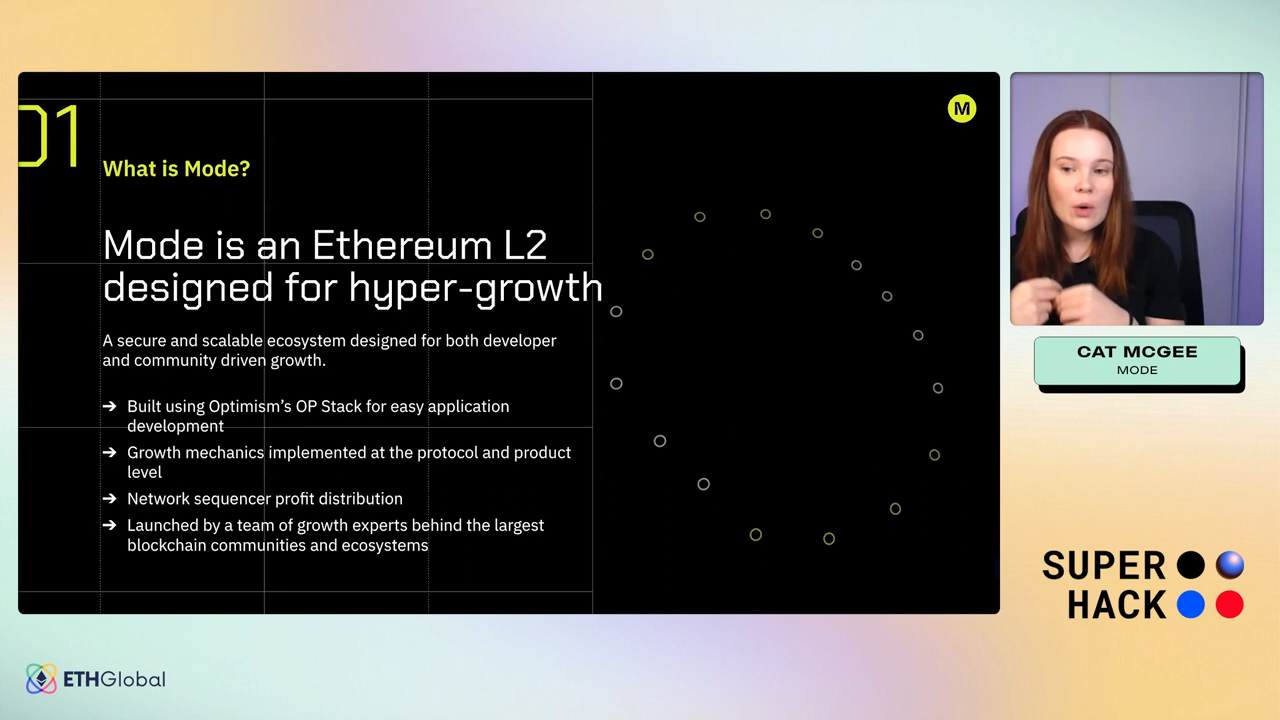 01
What is Mode?
Mode is an Ethereum L2
designed for hyper-growth
A secure and scalable ecosystem designed for both developer
and community driven growth.
➔ Built using Optimism’s OP Stack for easy application
development
➔ Growth mechanics implemented at the protocol and product
level
➔ Network sequencer profit distribution
➔ Launched by a team of growth experts behind the largest
blockchain communities and ecosystems
M
CAT MCGEE
MODE
SUPER
HACK
ETHGlobal